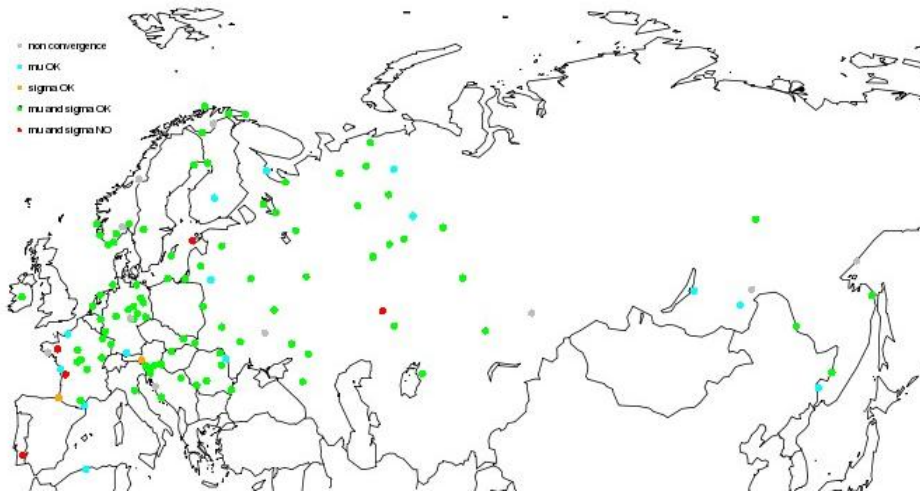 non convergence
mu OK
sigma OK
mu and sigma OK
mu and sigma NO